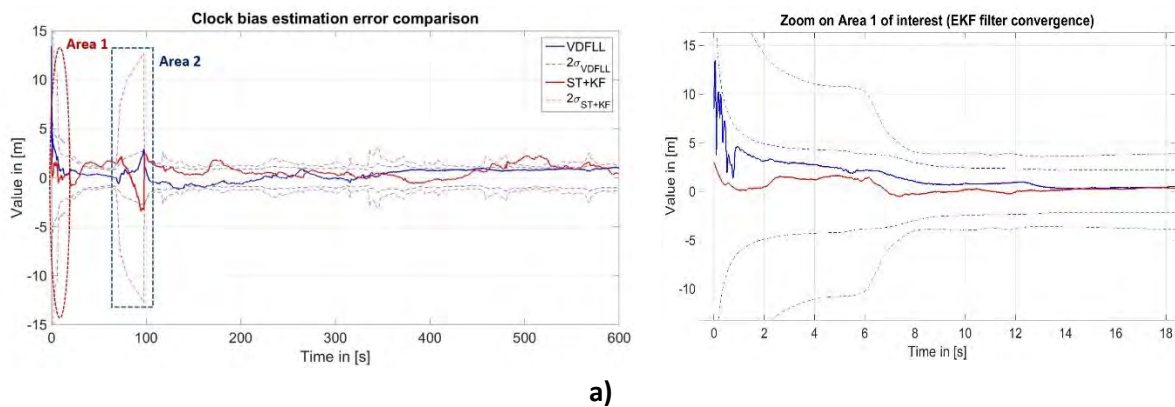 Clock bias estimation error comparison
Value in [m]
15
10
5
0
-5
-10
-15
Area 1
Area 2
VDFLL
2σVDFLL
ST+KF
2σST+KF
0
100
200
300
400
500
600
Time in [s]
Zoom on Area 1 of interest (EKF filter convergence)
Value in [m]
15
10
5
0
-5
-10
0
2
4
6
8
10
12
14
16
18
Time in [s]
a)